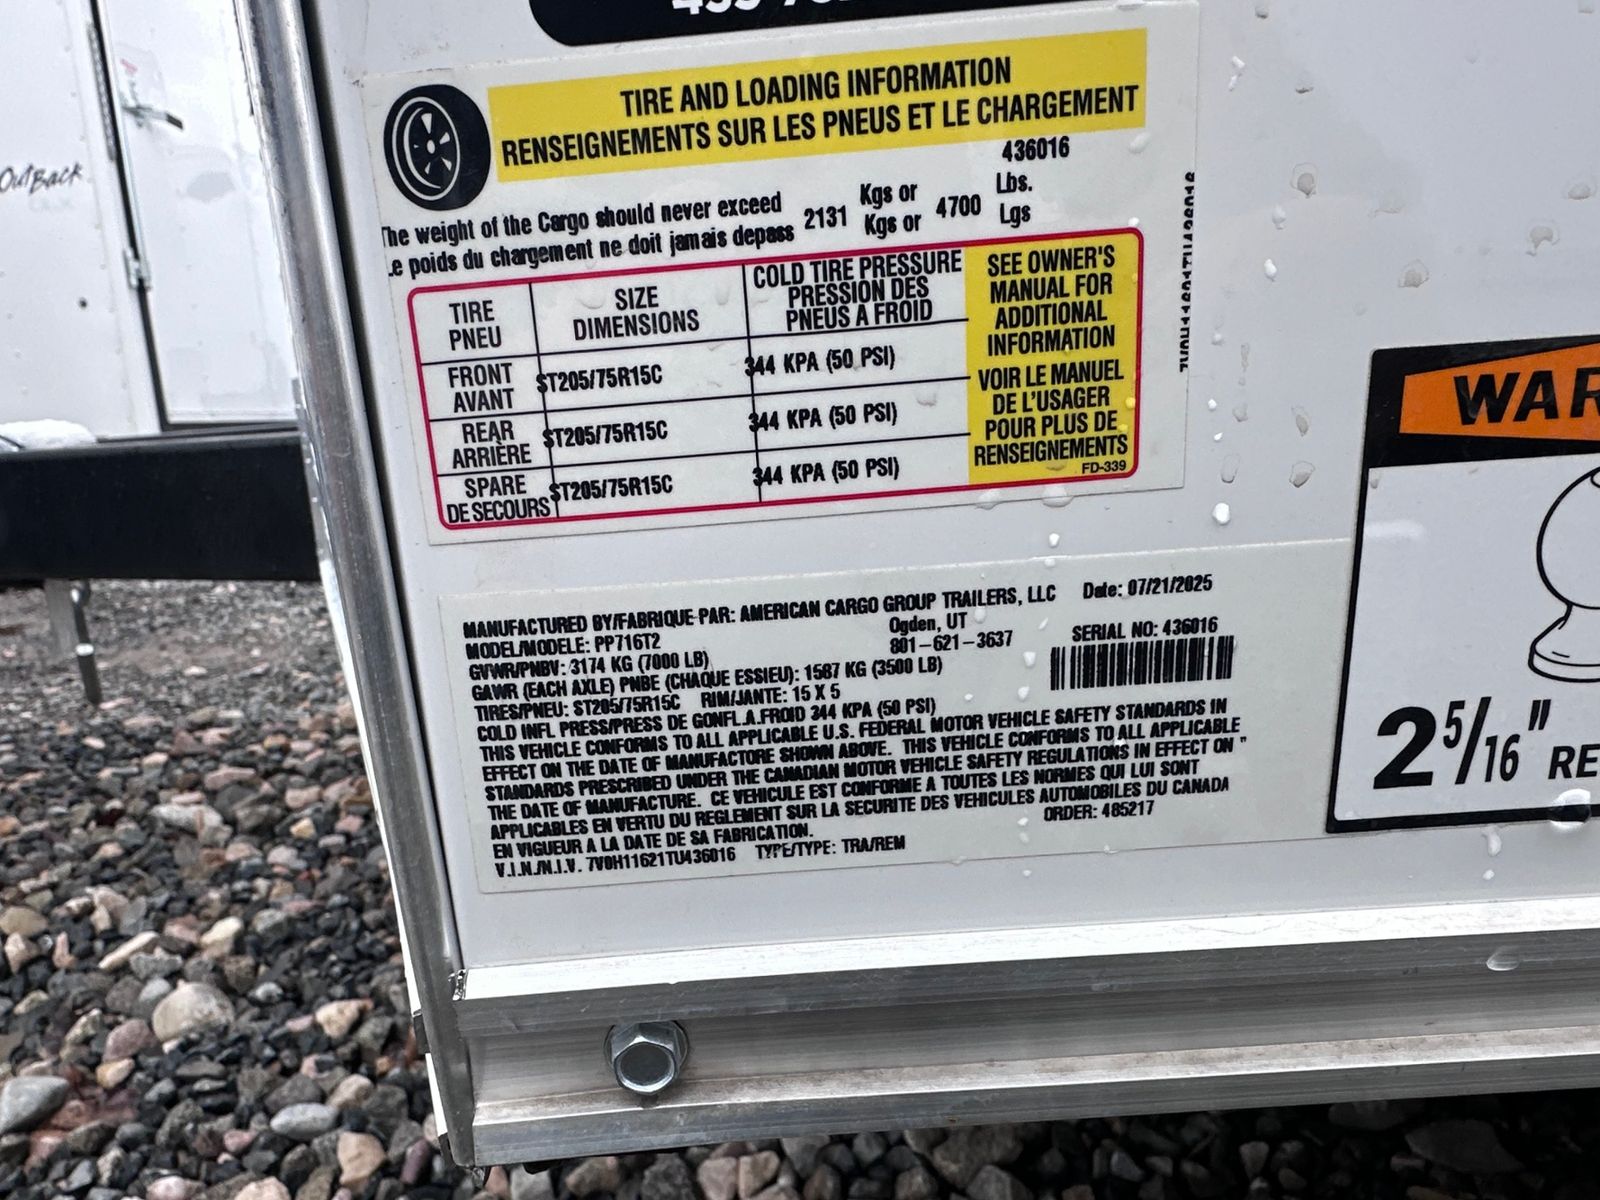 OutBack
TIRE AND LOADING INFORMATION
RENSEIGNEMENTS SUR LES PNEUS ET LE CHARGEMENT
436016
The weight of the Cargo should never exceed 2131 Kgs or 4700 Lbs.
Le poids du chargement ne doit jamais depass Kgs or Lgs
TIRE
PNEU
SIZE
DIMENSIONS
COLD TIRE PRESSURE
PRESSION DES
PNEUS A FROID
SEE OWNER'S
MANUAL FOR
ADDITIONAL
INFORMATION
VOIR LE MANUEL
DE L'USAGER
POUR PLUS DE
RENSEIGNEMENTS
FD-339
FRONT
AVANT
ST205/75R15C
344 KPA (50 PSI)
REAR
ARRIÈRE
ST205/75R15C
344 KPA (50 PSI)
SPARE
DE SECOURS
ST205/75R15C
344 KPA (50 PSI)
MANUFACTURED BY/FABRIQUE PAR: AMERICAN CARGO GROUP TRAILERS, LLC Date: 07/21/2025
MODEL/MODELE: PP716T2 Ogden, UT
801-621-3637
SERIAL NO: 436016
GVWR/PNBV: 3174 KG (7000 LB)
GAWR (EACH AXLE) PNBE (CHAQUE ESSIEU): 1587 KG (3500 LB)
TIRES/PNEU: ST205/75R15C RIM/JANTE: 15 X 5
COLD INFL PRESS/PRESS DE GONFL.A.FROID 344 KPA (50 PSI)
THIS VEHICLE CONFORMS TO ALL APPLICABLE U.S. FEDERAL MOTOR VEHICLE SAFETY STANDARDS IN
EFFECT ON THE DATE OF MANUFACTORE SHOWN ABOVE. THIS VEHICLE CONFORMS TO ALL APPLICABLE
STANDARDS PRESCRIBED UNDER THE CANADIAN MOTOR VEHICLE SAFETY REGULATIONS IN EFFECT ON "
THE DATE OF MANUFACTURE. CE VEHICULE EST CONFORME A TOUTES LES NORMES QUI LUI SONT
APPLICABLES EN VERTU DU REGLEMENT SUR LA SECURITE DES VEHICULES AUTOMOBILES DU CANADA
EN VIGUEUR A LA DATE DE SA FABRICATION. ORDER: 485217
V.I.N./N.I.V. 7V0H11621TU436016 TYPE/TYPE: TRA/REM
WAR
2 5/16" RE